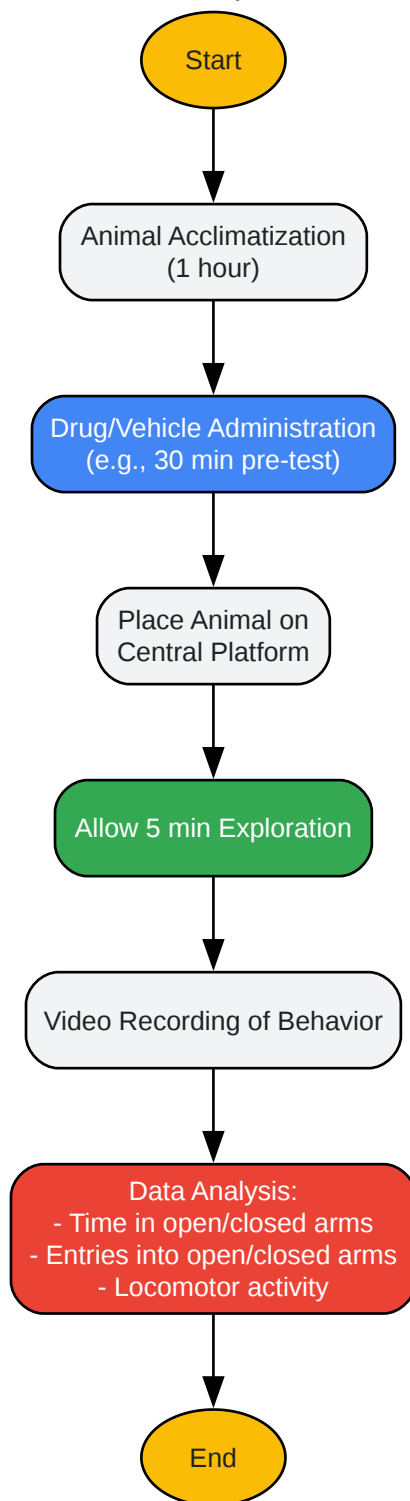 Start
Animal Acclimatization
(1 hour)
Drug/Vehicle Administration
(e.g., 30 min pre-test)
Place Animal on
Central Platform
Allow 5 min Exploration
Video Recording of Behavior
Data Analysis:
- Time in open/closed arms
- Entries into open/closed arms
- Locomotor activity
End